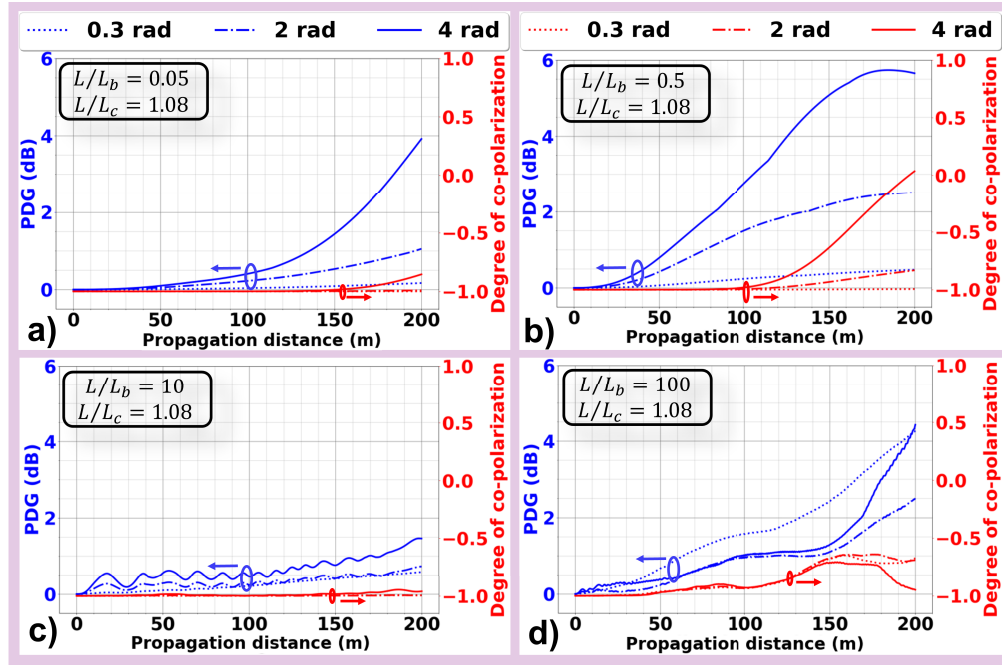 0.3 rad 2 rad 4 rad
0.3 rad 2 rad 4 rad
L/L_b = 0.05
L/L_c = 1.08
PDG (dB)
6
4
2
0
1.0
0.5
0.0
−0.5
−1.0
Degree of co-polarization
0 50 100 150 200
Propagation distance (m)
a)
L/L_b = 0.5
L/L_c = 1.08
PDG (dB)
6
4
2
0
1.0
0.5
0.0
−0.5
−1.0
Degree of co-polarization
0 50 100 150 200
Propagation distance (m)
b)
L/L_b = 10
L/L_c = 1.08
PDG (dB)
6
4
2
0
1.0
0.5
0.0
−0.5
−1.0
Degree of co-polarization
0 50 100 150 200
Propagation distance (m)
c)
L/L_b = 100
L/L_c = 1.08
PDG (dB)
6
4
2
0
1.0
0.5
0.0
−0.5
−1.0
Degree of co-polarization
0 50 100 150 200
Propagation distance (m)
d)